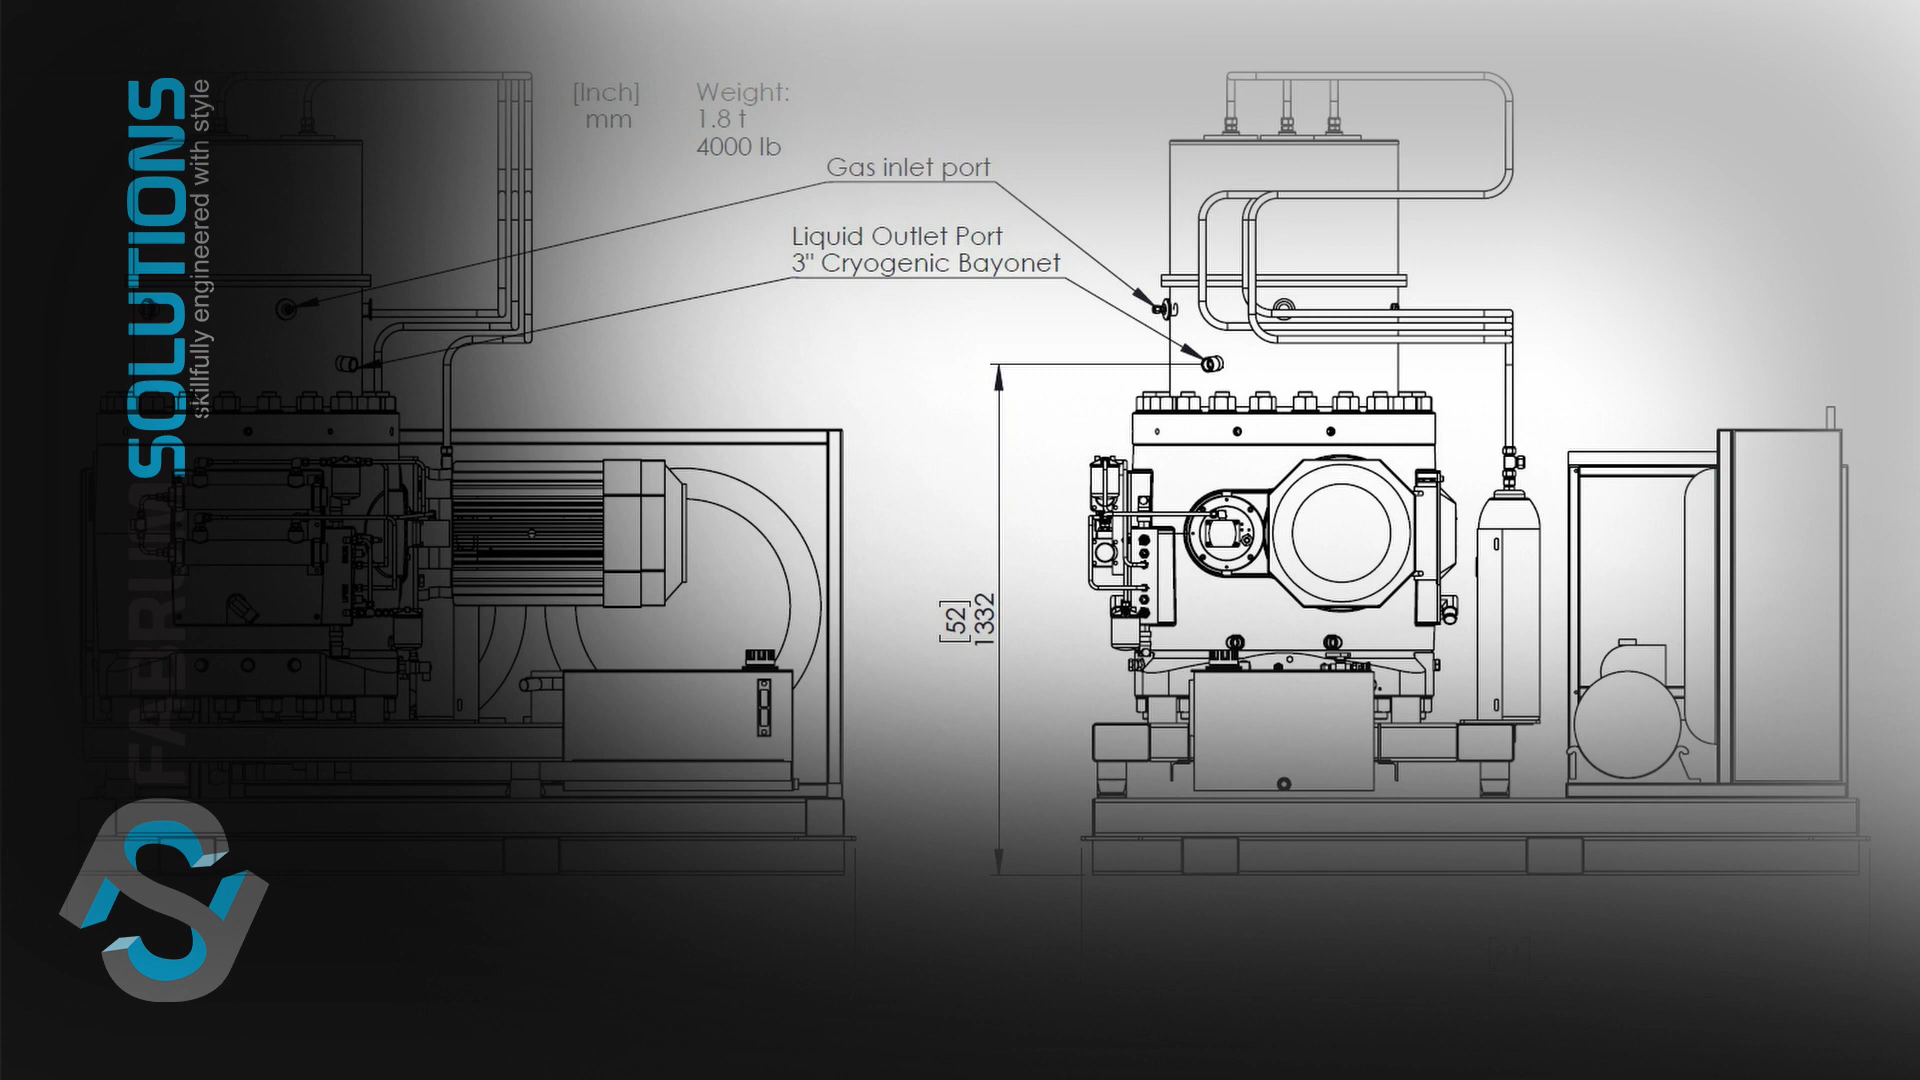 FABRUM SOLUTIONS
skillfully engineered with style
[Inch]
mm
Weight:
1.8 t
4000 lb
Gas inlet port
Liquid Outlet Port
3" Cryogenic Bayonet
[52]
1332